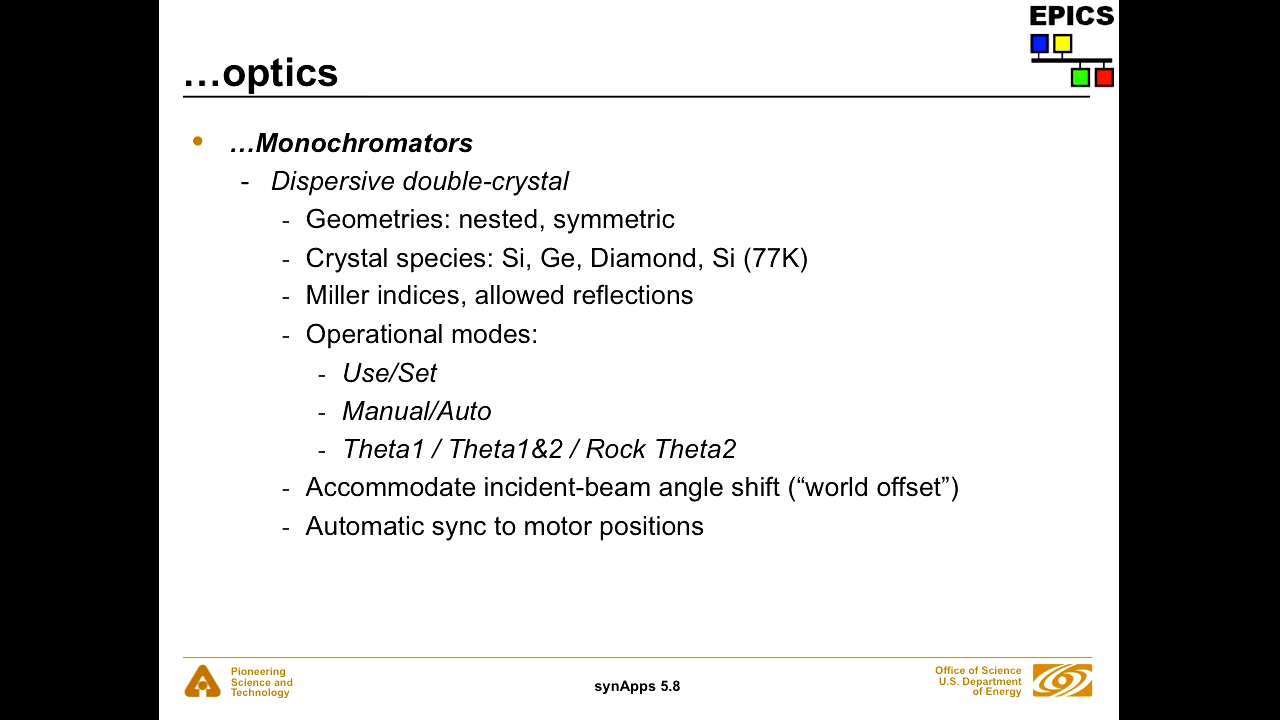 EPICS
…optics
• …Monochromators
- Dispersive double-crystal
- Geometries: nested, symmetric
- Crystal species: Si, Ge, Diamond, Si (77K)
- Miller indices, allowed reflections
- Operational modes:
- Use/Set
- Manual/Auto
- Theta1 / Theta1&2 / Rock Theta2
- Accommodate incident-beam angle shift (“world offset”)
- Automatic sync to motor positions
Pioneering
Science and
Technology
synApps 5.8
Office of Science
U.S. Department
of Energy